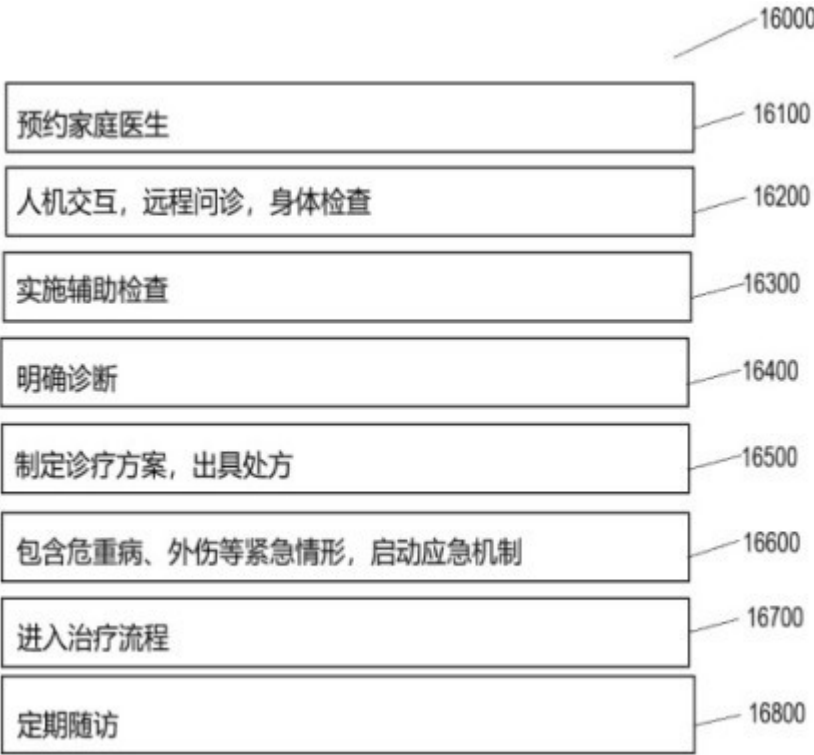 16000
预约家庭医生
16100
人机交互，远程问诊，身体检查
16200
实施辅助检查
16300
明确诊断
16400
制定诊疗方案，出具处方
16500
包含危重病、外伤等紧急情形，启动应急机制
16600
进入治疗流程
16700
定期随访
16800